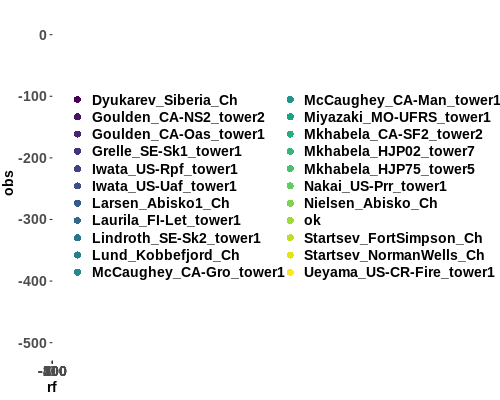 0
-100
-200
-300
-400
-500
obs
rf
Dyukarev_Siberia_Ch
Goulden_CA-NS2_tower2
Goulden_CA-Oas_tower1
Grelle_SE-Sk1_tower1
Iwata_US-Rpf_tower1
Iwata_US-Uaf_tower1
Larsen_Abisko1_Ch
Laurila_FI-Let_tower1
Lindroth_SE-Sk2_tower1
Lund_Kobbefjord_Ch
McCaughey_CA-Gro_tower1
McCaughey_CA-Man_tower1
Miyazaki_MO-UFRS_tower1
Mkhabela_CA-SF2_tower2
Mkhabela_HJP02_tower7
Mkhabela_HJP75_tower5
Nakai_US-Prr_tower1
Nielsen_Abisko_Ch
ok
Startsev_FortSimpson_Ch
Startsev_NormanWells_Ch
Ueyama_US-CR-Fire_tower1